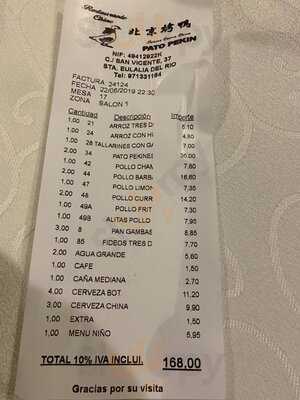 Restaurante
Chino
北京烤鸭
PATO PEKIN
NIF: 49412922K
C./ SAN VICENTE, 37
STA. EULALIA DEL RIO
Tel: 971331184
FACTURA 24124
FECHA 22/06/2019 22:30
MESA 17
ZONA SALON 1
Cantidad Descripción Importe
1,00 21 ARROZ TRES D 5,10
1,00 24 ARROZ CON H 4,80
1,00 28 TALLARINES CON GA 7,00
2,00 34 PATO PEKINES
1,00 42 POLLO CHAM 7,80
2,00 44 POLLO BARB 16,60
1,00 47 POLLO LIMON 7,35
2,00 48 POLLO CURR 14,20
1,00 49A POLLO FRIT 7,30
1,00 49B ALITAS POLLO 7,95
3,00 8 PAN GAMBAS 8,85
1,00 85 FIDEOS TRES D 7,70
2,00 AGUA GRANDE 5,60
1,00 CAFE 1,50
1,00 CAÑA MEDIANA 2,70
4,00 CERVEZA BOT. 11,20
3,00 CERVEZA CHINA 9,90
1,00 EXTRA 1,50
1,00 MENU NIÑO 5,95
TOTAL 10% IVA INCLUI. 168,00
Gracias por su visita